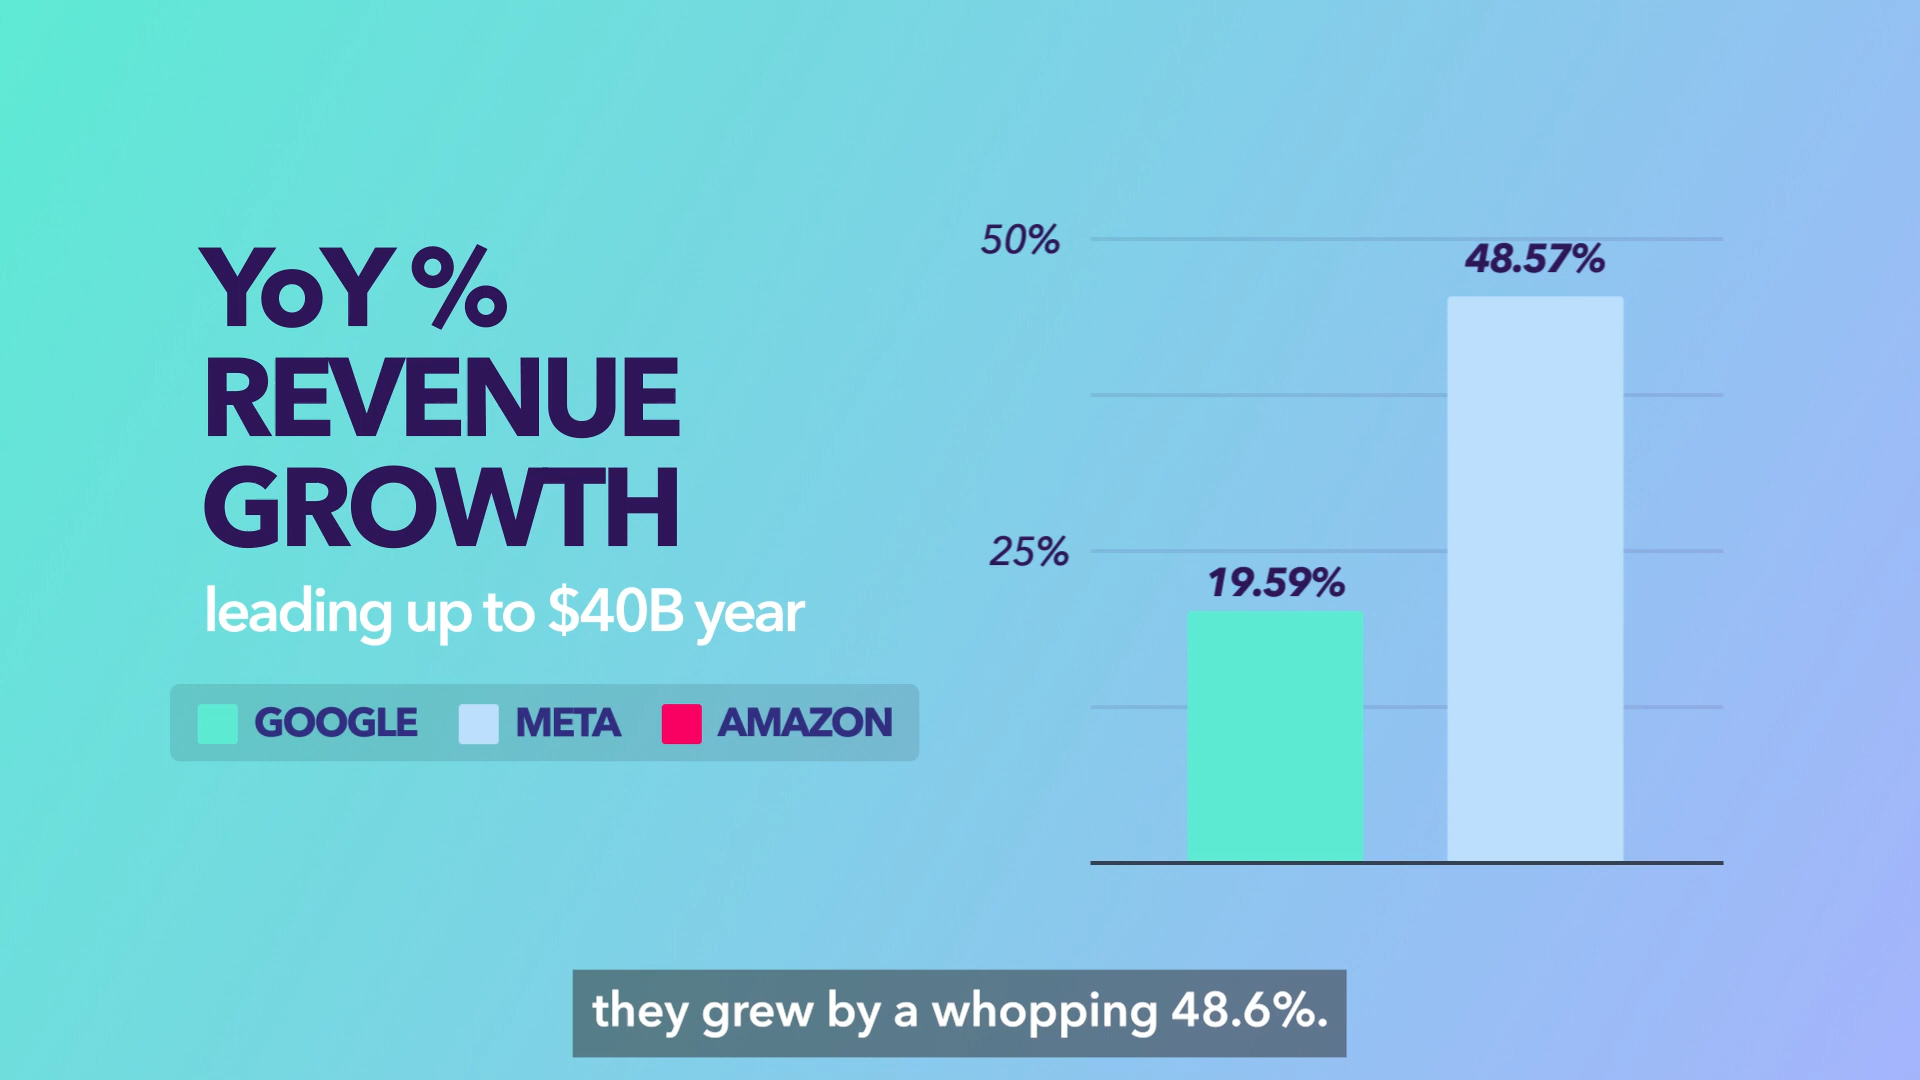 YoY %
REVENUE
GROWTH
leading up to $40B year
GOOGLE META AMAZON
50%
48.57%
25%
19.59%
they grew by a whopping 48.6%.